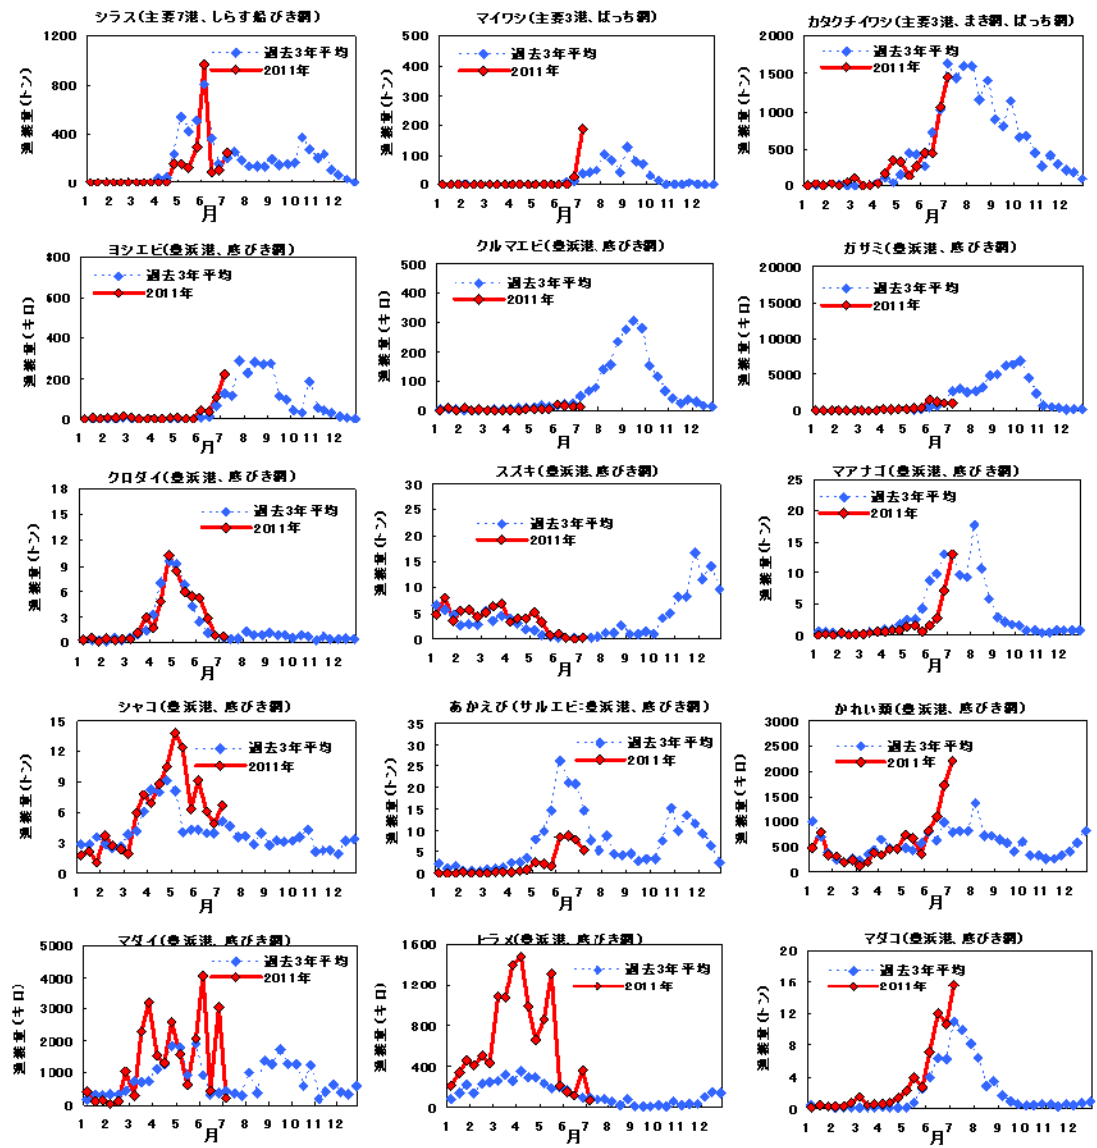 シラス(主要7港、しらす船びき網)
1200
1000
800
400
200
0
漁獲量(トン)
過去3年平均
2011年
1 2 3 4 5 6 7 8 9 10 11 12
月
マイワシ(主要3港、ばっち網)
500
400
300
200
100
0
漁獲量(トン)
過去3年平均
2011年
1 2 3 4 5 6 7 8 9 10 11 12
月
カタクチイワシ(主要3港、まき網、ばっち網)
2000
1500
1000
500
0
漁獲量(トン)
過去3年平均
2011年
1 2 3 4 5 6 7 8 9 10 11 12
月
ヨシエビ(豊浜港、底びき網)
800
600
400
200
0
漁獲量(キロ)
過去3年平均
2011年
1 2 3 4 5 6 7 8 9 10 11 12
月
クルマエビ(豊浜港、底びき網)
500
400
300
200
100
0
漁獲量(キロ)
過去3年平均
2011年
1 2 3 4 5 6 7 8 9 10 11 12
月
ガサミ(豊浜港、底びき網)
20000
15000
10000
5000
0
漁獲量(キロ)
過去3年平均
2011年
1 2 3 4 5 6 7 8 9 10 11 12
月
クロダイ(豊浜港、底びき網)
18
15
12
9
6
3
0
漁獲量(トン)
過去3年平均
2011年
1 2 3 4 5 6 7 8 9 10 11 12
月
スズキ(豊浜港、底びき網)
30
25
20
15
10
5
0
漁獲量(トン)
過去3年平均
2011年
1 2 3 4 5 6 7 8 9 10 11 12
月
マアナゴ(豊浜港、底びき網)
25
20
15
10
5
0
漁獲量(トン)
過去3年平均
2011年
1 2 3 4 5 6 7 8 9 10 11 12
月
シャコ(豊浜港、底びき網)
15
12
9
6
3
0
漁獲量(トン)
過去3年平均
2011年
1 2 3 4 5 6 7 8 9 10 11 12
月
あかえび(サルエビ:豊浜港、底びき網)
35
30
25
20
15
10
5
0
漁獲量(トン)
過去3年平均
2011年
1 2 3 4 5 6 7 8 9 10 11 12
月
かれい類(豊浜港、底びき網)
3000
2500
2000
1500
1000
500
0
漁獲量(キロ)
過去3年平均
2011年
1 2 3 4 5 6 7 8 9 10 11 12
月
マダイ(豊浜港、底びき網)
5000
4000
3000
2000
1000
0
漁獲量(キロ)
過去3年平均
2011年
1 2 3 4 5 6 7 8 9 10 11 12
月
ヒラメ(豊浜港、底びき網)
1600
1200
800
400
0
漁獲量(キロ)
過去3年平均
2011年
1 2 3 4 5 6 7 8 9 10 11 12
月
マダコ(豊浜港、底びき網)
20
16
12
8
4
0
漁獲量(トン)
過去3年平均
2011年
1 2 3 4 5 6 7 8 9 10 11 12
月